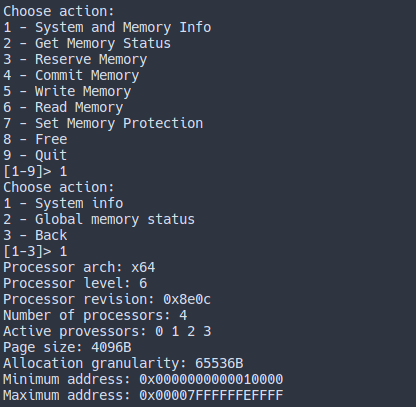 Choose action:
1 - System and Memory Info
2 - Get Memory Status
3 - Reserve Memory
4 - Commit Memory
5 - Write Memory
6 - Read Memory
7 - Set Memory Protection
8 - Free
9 - Quit
[1-9]> 1
Choose action:
1 - System info
2 - Global memory status
3 - Back
[1-3]> 1
Processor arch: x64
Processor level: 6
Processor revision: 0x8e0c
Number of processors: 4
Active provessors: 0 1 2 3
Page size: 4096B
Allocation granularity: 65536B
Minimum address: 0x0000000000010000
Maximum address: 0x00007FFFFFFEFFFF